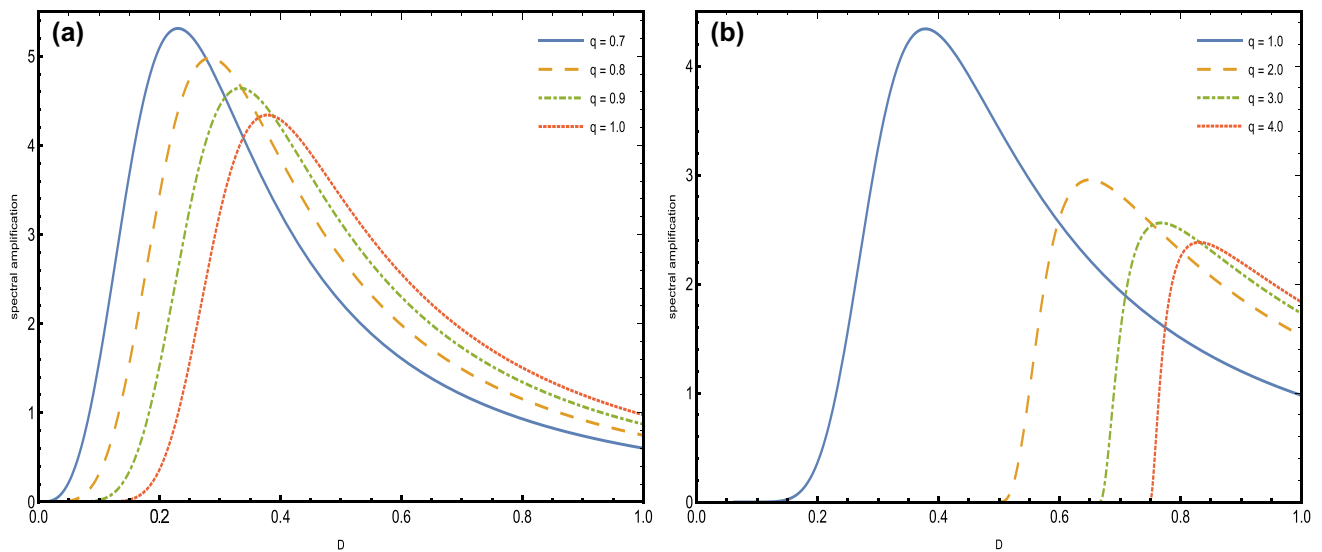 (a)
q = 0.7
q = 0.8
q = 0.9
q = 1.0
spectral amplification
5
4
3
2
1
0
0.0 0.2 0.4 0.6 0.8 1.0
D
(b)
q = 1.0
q = 2.0
q = 3.0
q = 4.0
spectral amplification
4
3
2
1
0
0.0 0.2 0.4 0.6 0.8 1.0
D